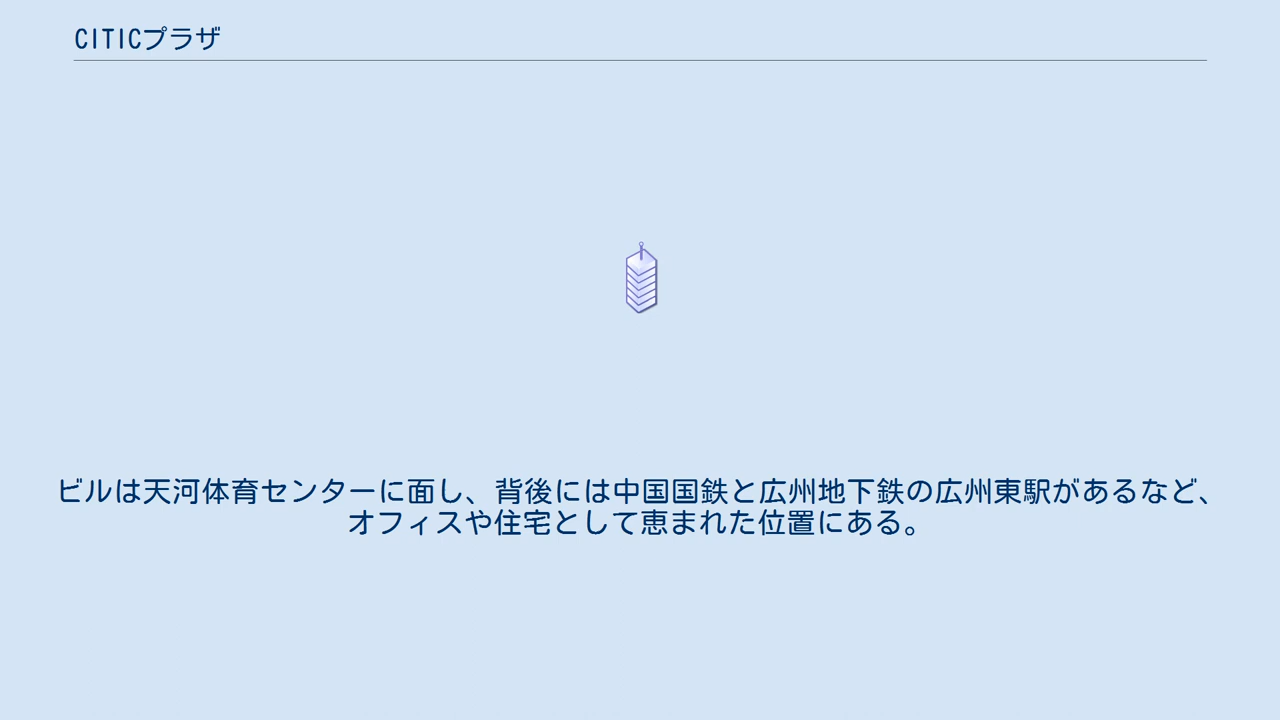 CITICプラザ
ビルは天河体育センターに面し、背後には中国国鉄と広州地下鉄の広州東駅があるなど、
オフィスや住宅として恵まれた位置にある。